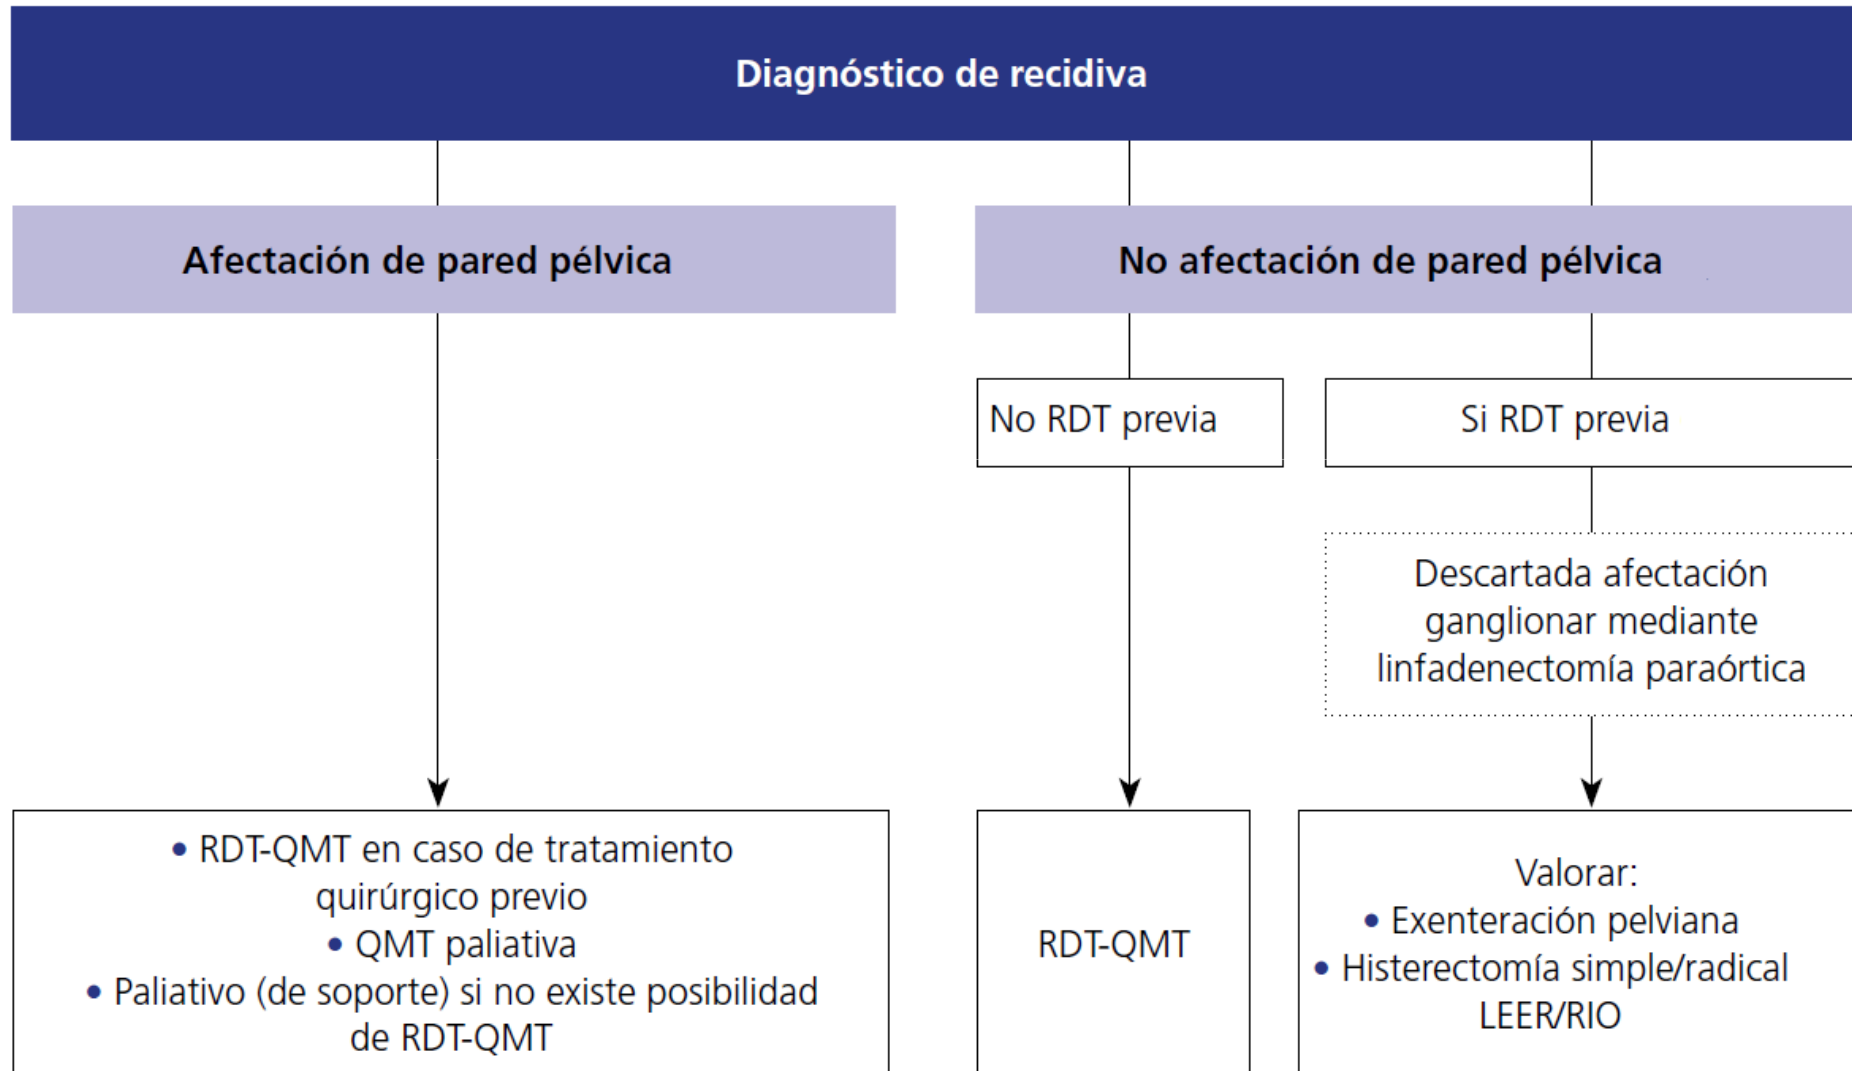 Diagnóstico de recidiva
Afectación de pared pélvica
No afectación de pared pélvica
No RDT previa
Si RDT previa
Descartada afectación
ganglionar mediante
linfadenectomía paraórtica
• RDT-QMT en caso de tratamiento
quirúrgico previo
• QMT paliativa
• Paliativo (de soporte) si no existe posibilidad
de RDT-QMT
RDT-QMT
Valorar:
• Exenteración pelviana
• Histerectomía simple/radical
LEER/RIO